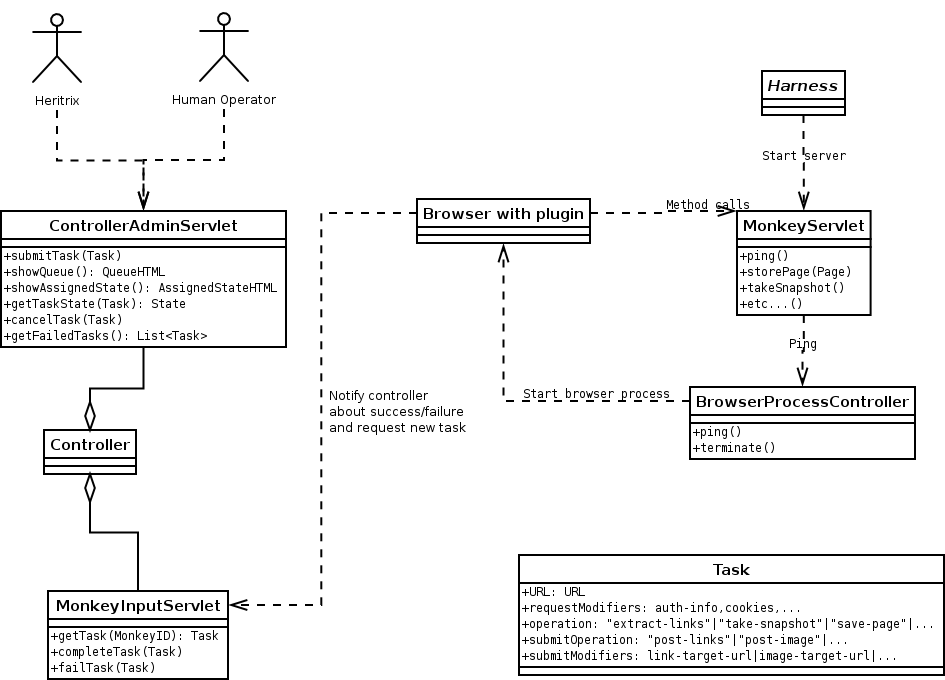 Heritrix
Human Operator
Harness
Start server
ControllerAdminServlet
+submitTask(Task)
+showQueue(): QueueHTML
+showAssignedState(): AssignedStateHTML
+getTaskState(Task): State
+cancelTask(Task)
+getFailedTasks(): List<Task>
Browser with plugin
Method calls
MonkeyServlet
+ping()
+storePage(Page)
+takeSnapshot()
+etc...()
Ping
Notify controller
about success/failure
and request new task
Start browser process
BrowserProcessController
+ping()
+terminate()
Controller
MonkeyInputServlet
+getTask(MonkeyID): Task
+completeTask(Task)
+failTask(Task)
Task
+URL: URL
+requestModifiers: auth-info,cookies,...
+operation: "extract-links"|"take-snapshot"|"save-page"|...
+submitOperation: "post-links"|"post-image"|...
+submitModifiers: link-target-url|image-target-url|...